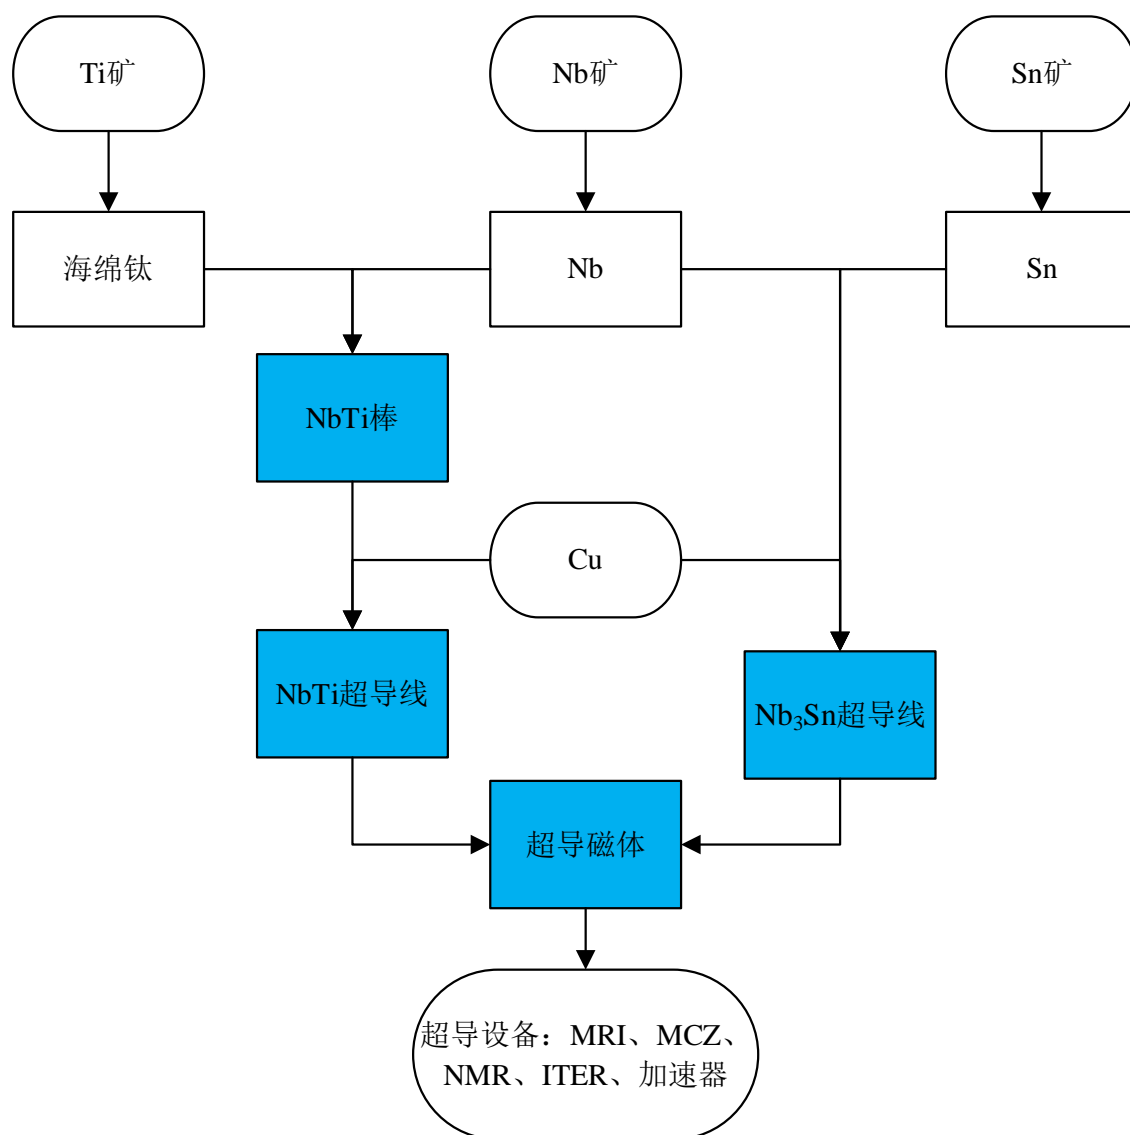 Ti矿
Nb矿
Sn矿
海绵钛
Nb
Sn
NbTi棒
Cu
NbTi超导线
Nb₃Sn超导线
超导磁体
超导设备：MRI、MCZ、
NMR、ITER、加速器